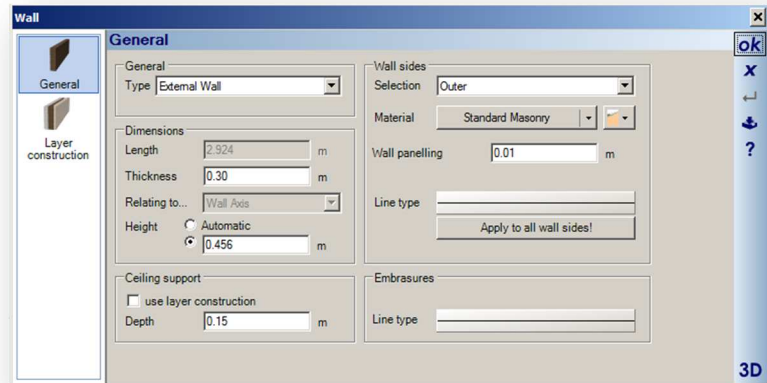 Wall
General
General
Layer
construction
General
Type External Wall
Dimensions
Length 2.924 m
Thickness 0.30 m
Relating to... Wall Axis
Height Automatic
0.456 m
Ceiling support
use layer construction
Depth 0.15 m
Wall sides
Selection Outer
Material Standard Masonry
Wall panelling 0.01 m
Line type
Apply to all wall sides!
Embrasures
Line type
ok
x
?
3D